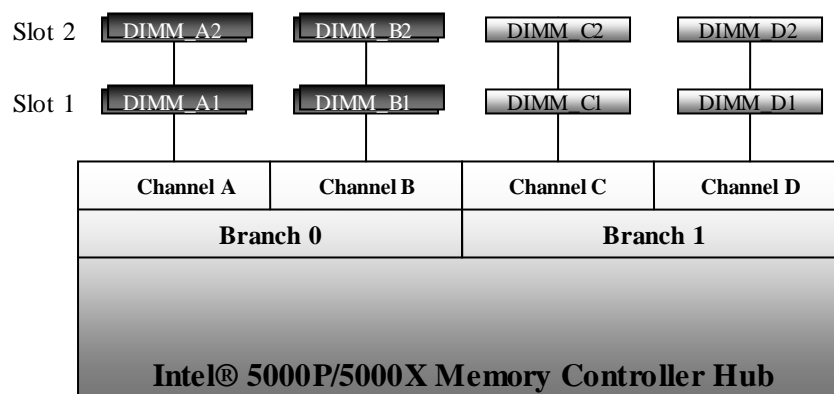 Slot 2 DIMM_A2 DIMM_B2 DIMM_C2 DIMM_D2
Slot 1 DIMM_A1 DIMM_B1 DIMM_C1 DIMM_D1
Channel A Channel B Channel C Channel D
Branch 0 Branch 1
Intel® 5000P/5000X Memory Controller Hub